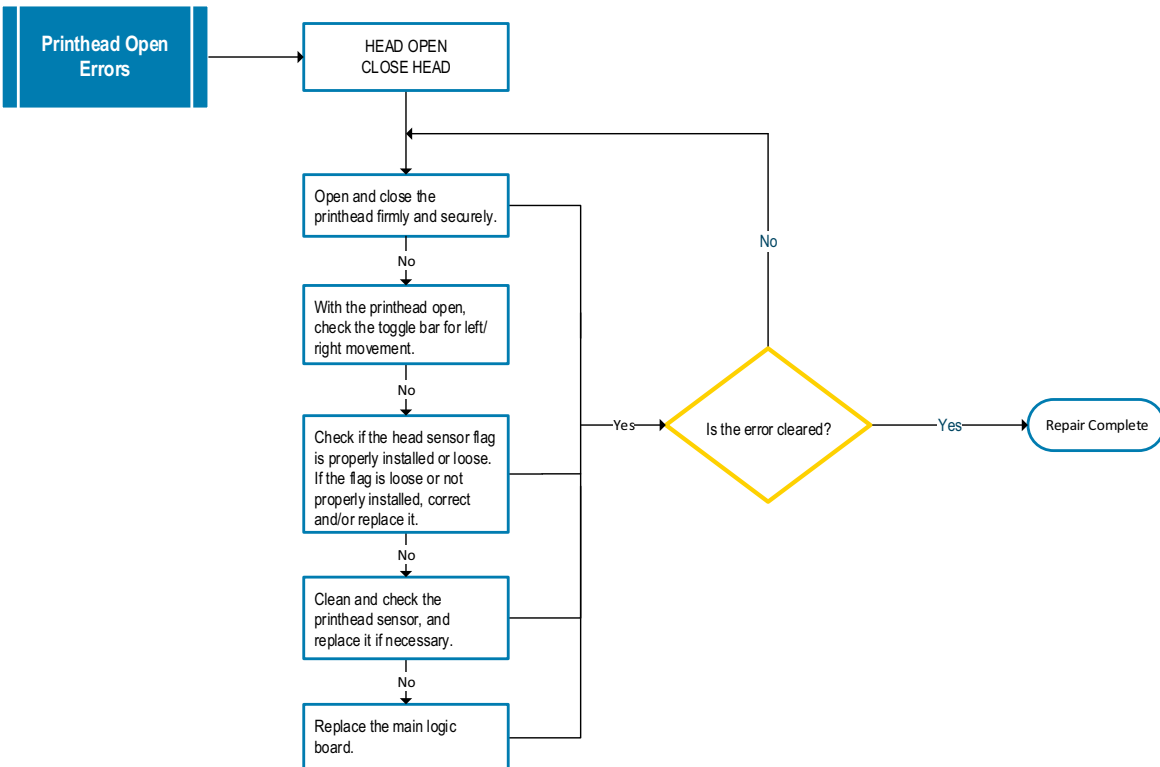 Printhead Open
Errors
HEAD OPEN
CLOSE HEAD
Open and close the
printhead firmly and securely.
No
With the printhead open,
check the toggle bar for left/
right movement.
No
Check if the head sensor flag
is properly installed or loose.
If the flag is loose or not
properly installed, correct
and/or replace it.
No
Clean and check the
printhead sensor, and
replace it if necessary.
No
Replace the main logic
board.
Yes
Is the error cleared?
No
Yes
Repair Complete